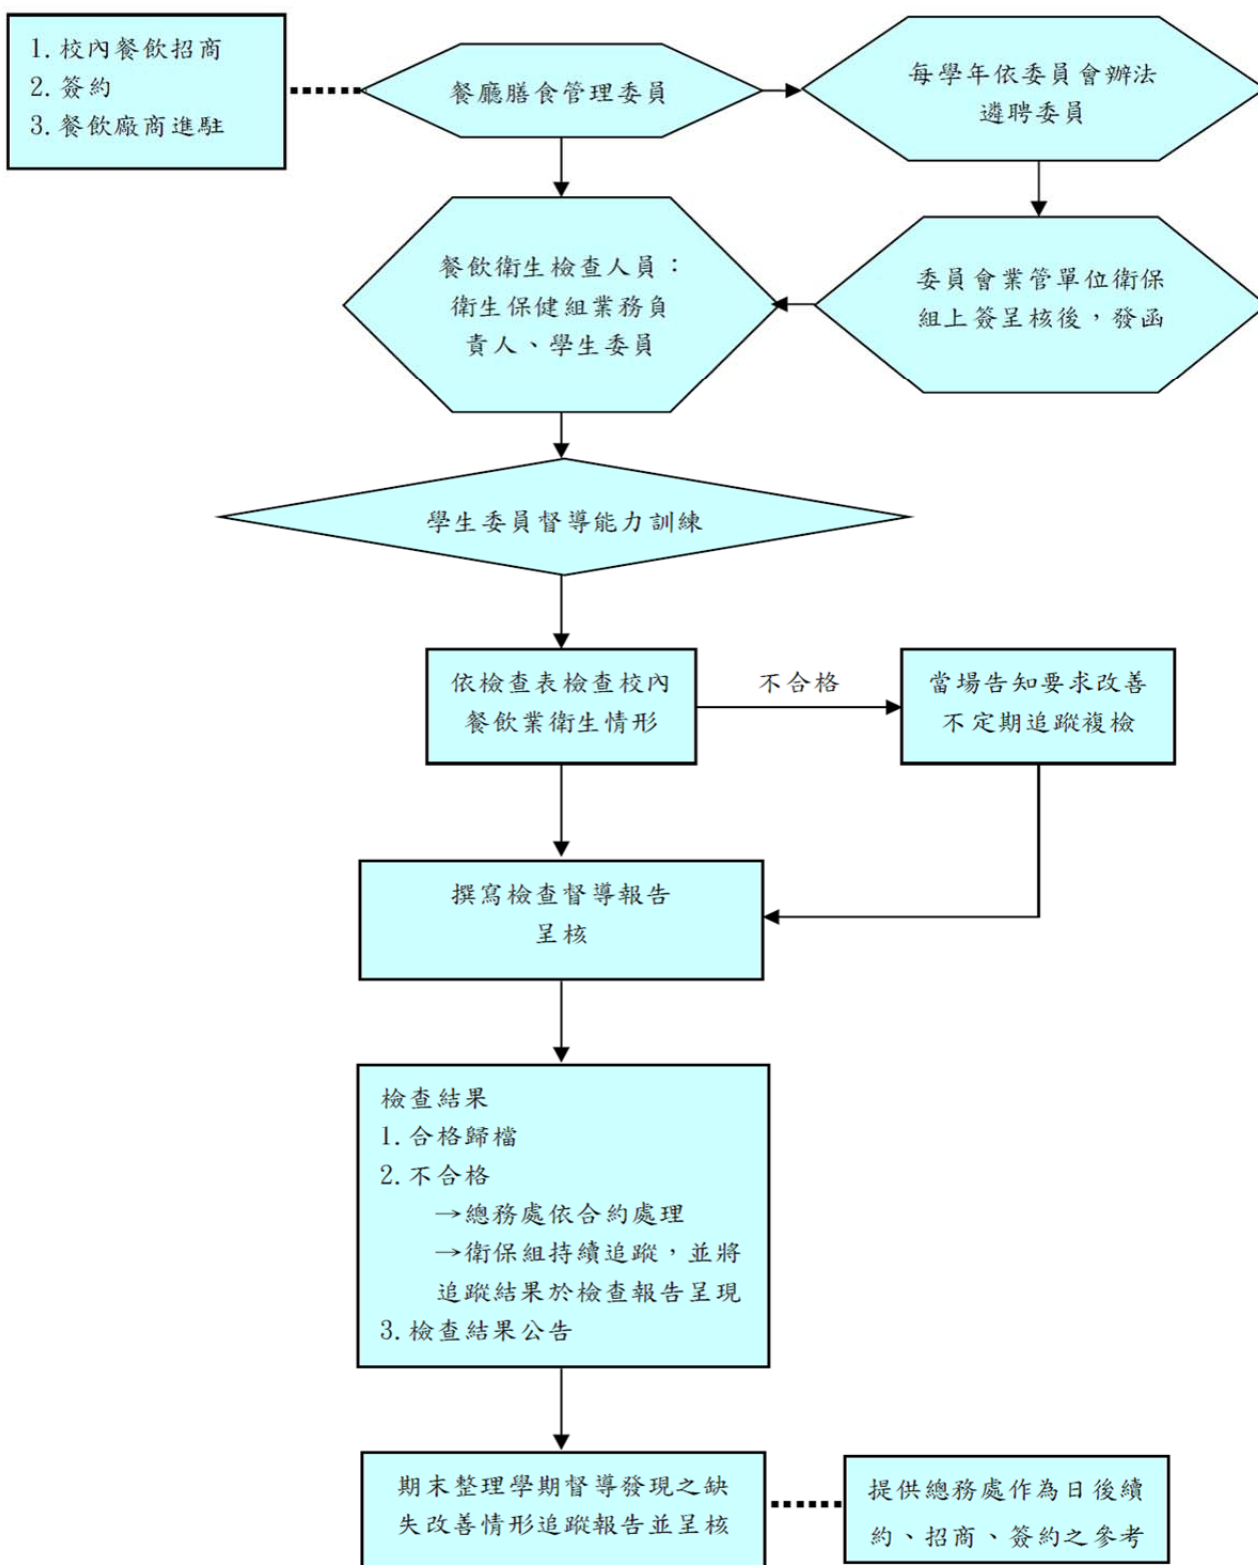 1. 校內餐飲招商
2. 簽約
3. 餐飲廠商進駐
餐廳膳食管理委員
每學年依委員會辦法
遴聘委員
餐飲衛生檢查人員：
衛生保健組業務負
責人、學生委員
委員會業管單位衛保
組上簽呈核後，發函
學生委員督導能力訓練
依檢查表檢查校內
餐飲業衛生情形
不合格
當場告知要求改善
不定期追蹤複檢
撰寫檢查督導報告
呈核
檢查結果
1. 合格歸檔
2. 不合格
→總務處依合約處理
→衛保組持續追蹤，並將
追蹤結果於檢查報告呈現
3. 檢查結果公告
期末整理學期督導發現之缺
失改善情形追蹤報告並呈核
提供總務處作為日後續
約、招商、簽約之參考